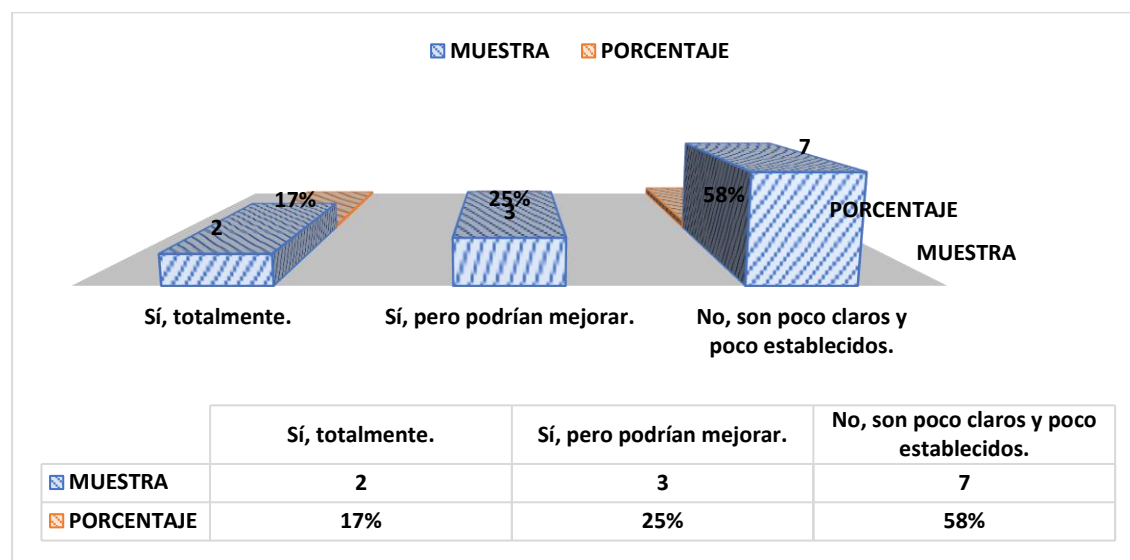 MUESTRA PORCENTAJE
7
17% 25% 58%
2 3
PORCENTAJE
MUESTRA
Sí, totalmente. Sí, pero podrían mejorar. No, son poco claros y
poco establecidos.
Sí, totalmente. Sí, pero podrían mejorar. No, son poco claros y poco
establecidos.
MUESTRA 2 3 7
PORCENTAJE 17% 25% 58%